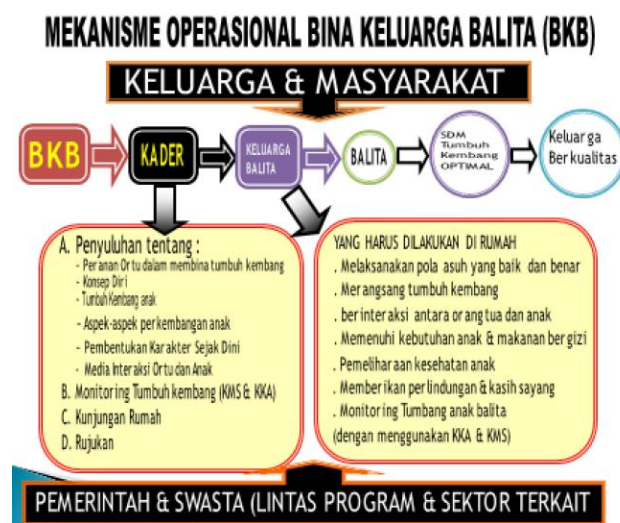 MEKANISME OPERASIONAL BINA KELUARGA BALITA (BKB)
KELUARGA & MASYARAKAT
BKB
KADER
KELUARGA
BALITA
BALITA
SDM
Tumbuh
Kembang
OPTIMAL
Keluarga
Berkualitas
A. Penyuluhan tentang :
- Peranan Ortu dalam membina tumbuh kembang
- Konsep Diri
- Tumbuh Kembang anak
- Aspek-aspek perkembangan anak
- Pembentukan Karakter Sejak Dini
- Media Interaksi Ortu dan Anak
B. Monitoring Tumbuh kembang (KMS & KKA)
C. Kunjungan Rumah
D. Rujukan
YANG HARUS DILAKUKAN DI RUMAH
. Melaksanakan pola asuh yang baik dan benar
. Merangsang tumbuh kembang
. berinteraksi antara orang tua dan anak
. Memenuhi kebutuhan anak & makanan bergizi
. Pemeliharaan kesehatan anak
. Memberikan perlindungan & kasih sayang
. Monitoring Tumbang anak balita
(dengan menggunakan KKA & KMS)
PEMERINTAH & SWASTA (LINTAS PROGRAM & SEKTOR TERKAIT